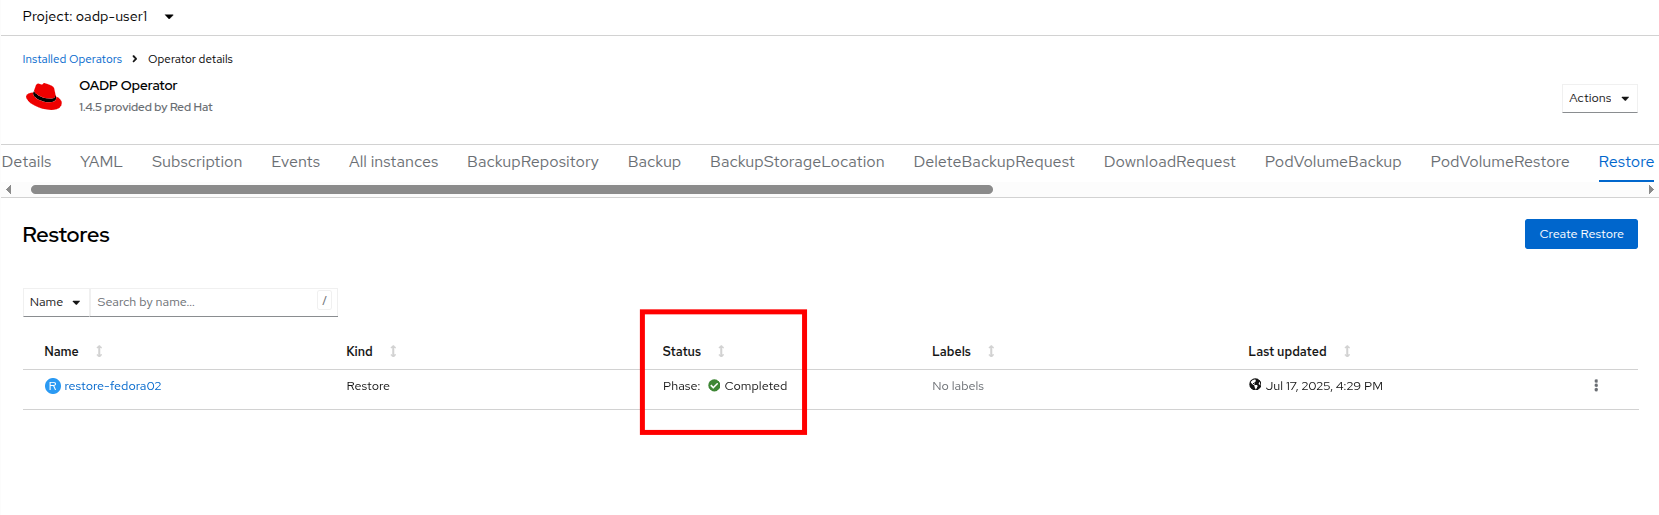 Project: oadp-user1
Installed Operators > Operator details
OADP Operator
1.4.5 provided by Red Hat
Actions
Details YAML Subscription Events All instances BackupRepository Backup BackupStorageLocation DeleteBackupRequest DownloadRequest PodVolumeBackup PodVolumeRestore Restore
Restores
Create Restore
Name Search by name... /
Name Kind Status Labels Last updated
R restore-fedora02 Restore Phase: Completed No labels Jul 17, 2025, 4:29 PM